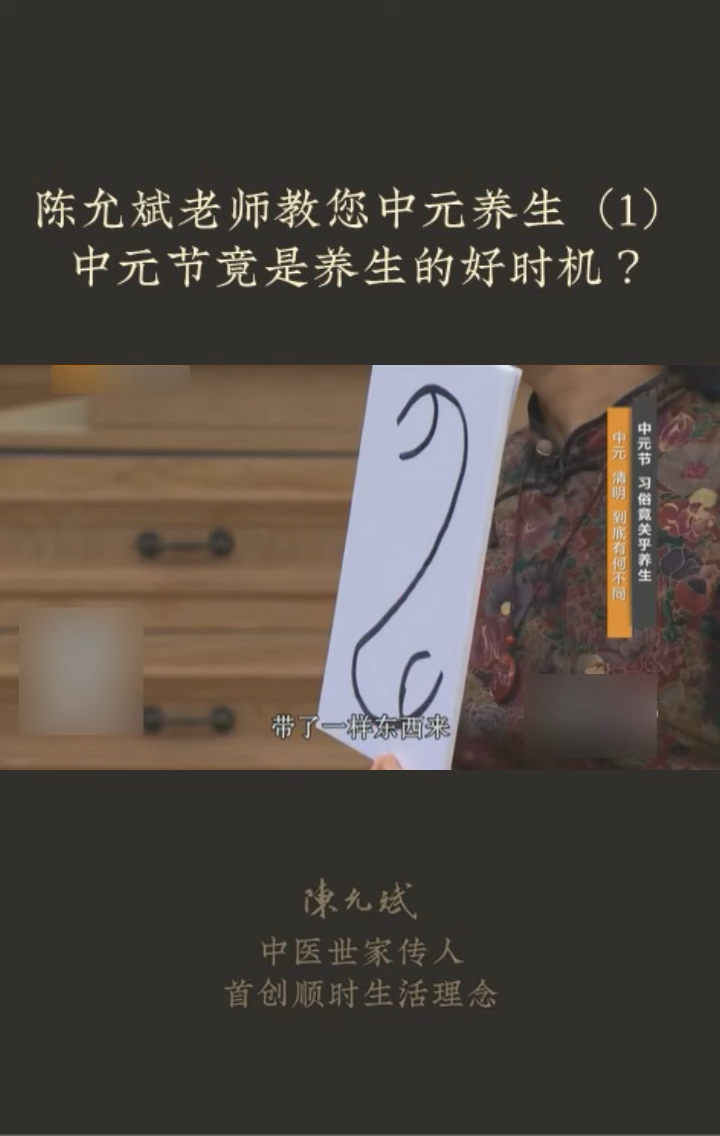 陈允斌老师教您中元养生（1）
中元节竟是养生的好时机？
中元节 习俗竟关乎养生
中元 清明 到底有何不同
带了一样东西来
陳允斌
中医世家传人
首创顺时生活理念